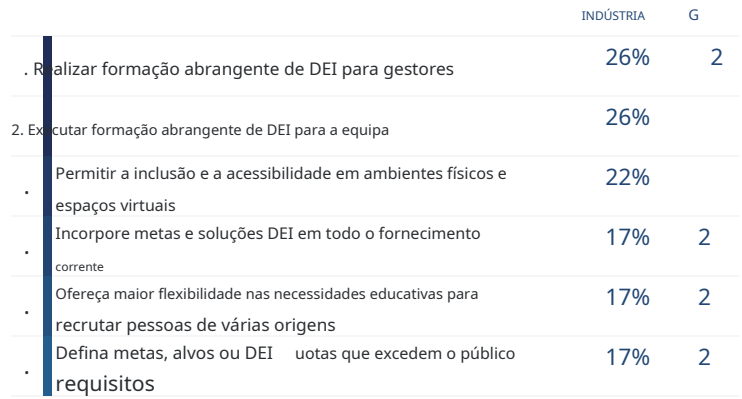 INDÚSTRIA G
. Realizar formação abrangente de DEI para gestores 26% 2
2. Executar formação abrangente de DEI para a equipa 26%
Permitir a inclusão e a acessibilidade em ambientes físicos e 22%
. espaços virtuais
Incorpore metas e soluções DEI em todo o fornecimento 17% 2
. corrente
Ofereça maior flexibilidade nas necessidades educativas para 17% 2
. recrutar pessoas de várias origens
Defina metas, alvos ou DEI uotas que excedem o público 17% 2
. requisitos